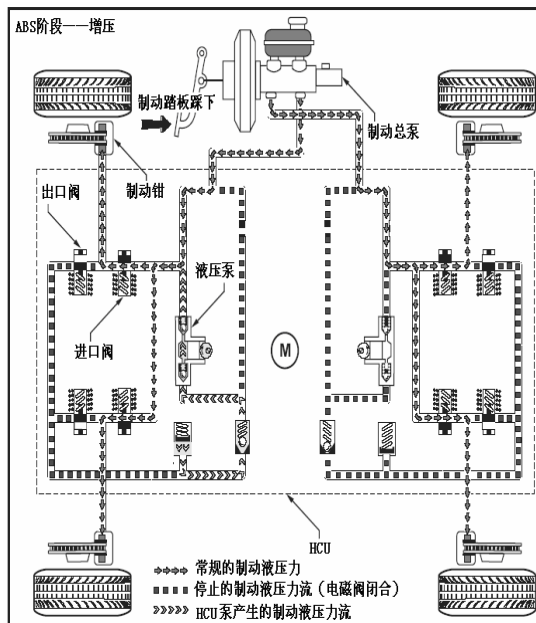 ABS阶段——增压
制动踏板踩下
制动总泵
制动钳
出口阀
液压泵
进口阀
M
HCU
常规的制动液压力
停止的制动液压力流（电磁阀闭合）
HCU泵产生的制动液压力流